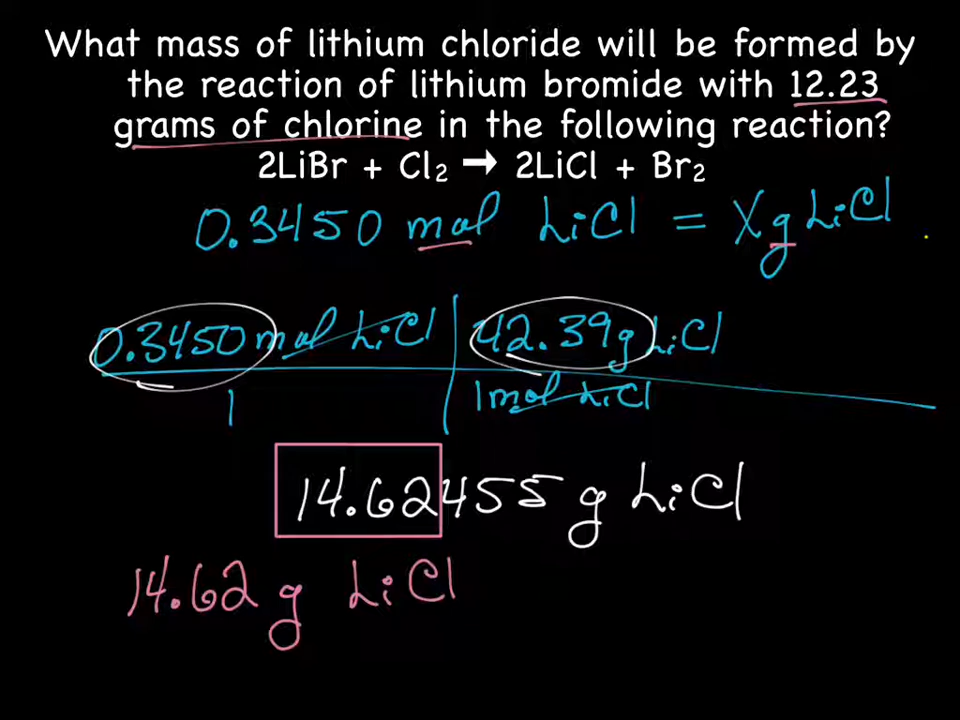 What mass of lithium chloride will be formed by
the reaction of lithium bromide with 12.23
grams of chlorine in the following reaction?
2LiBr + Cl₂ → 2LiCl + Br₂
0.3450 mol LiCl = Xg LiCl
0.3450 mol LiCl | 42.39g LiCl
1 | 1 mol LiCl
14.62455 g LiCl
14.62 g LiCl